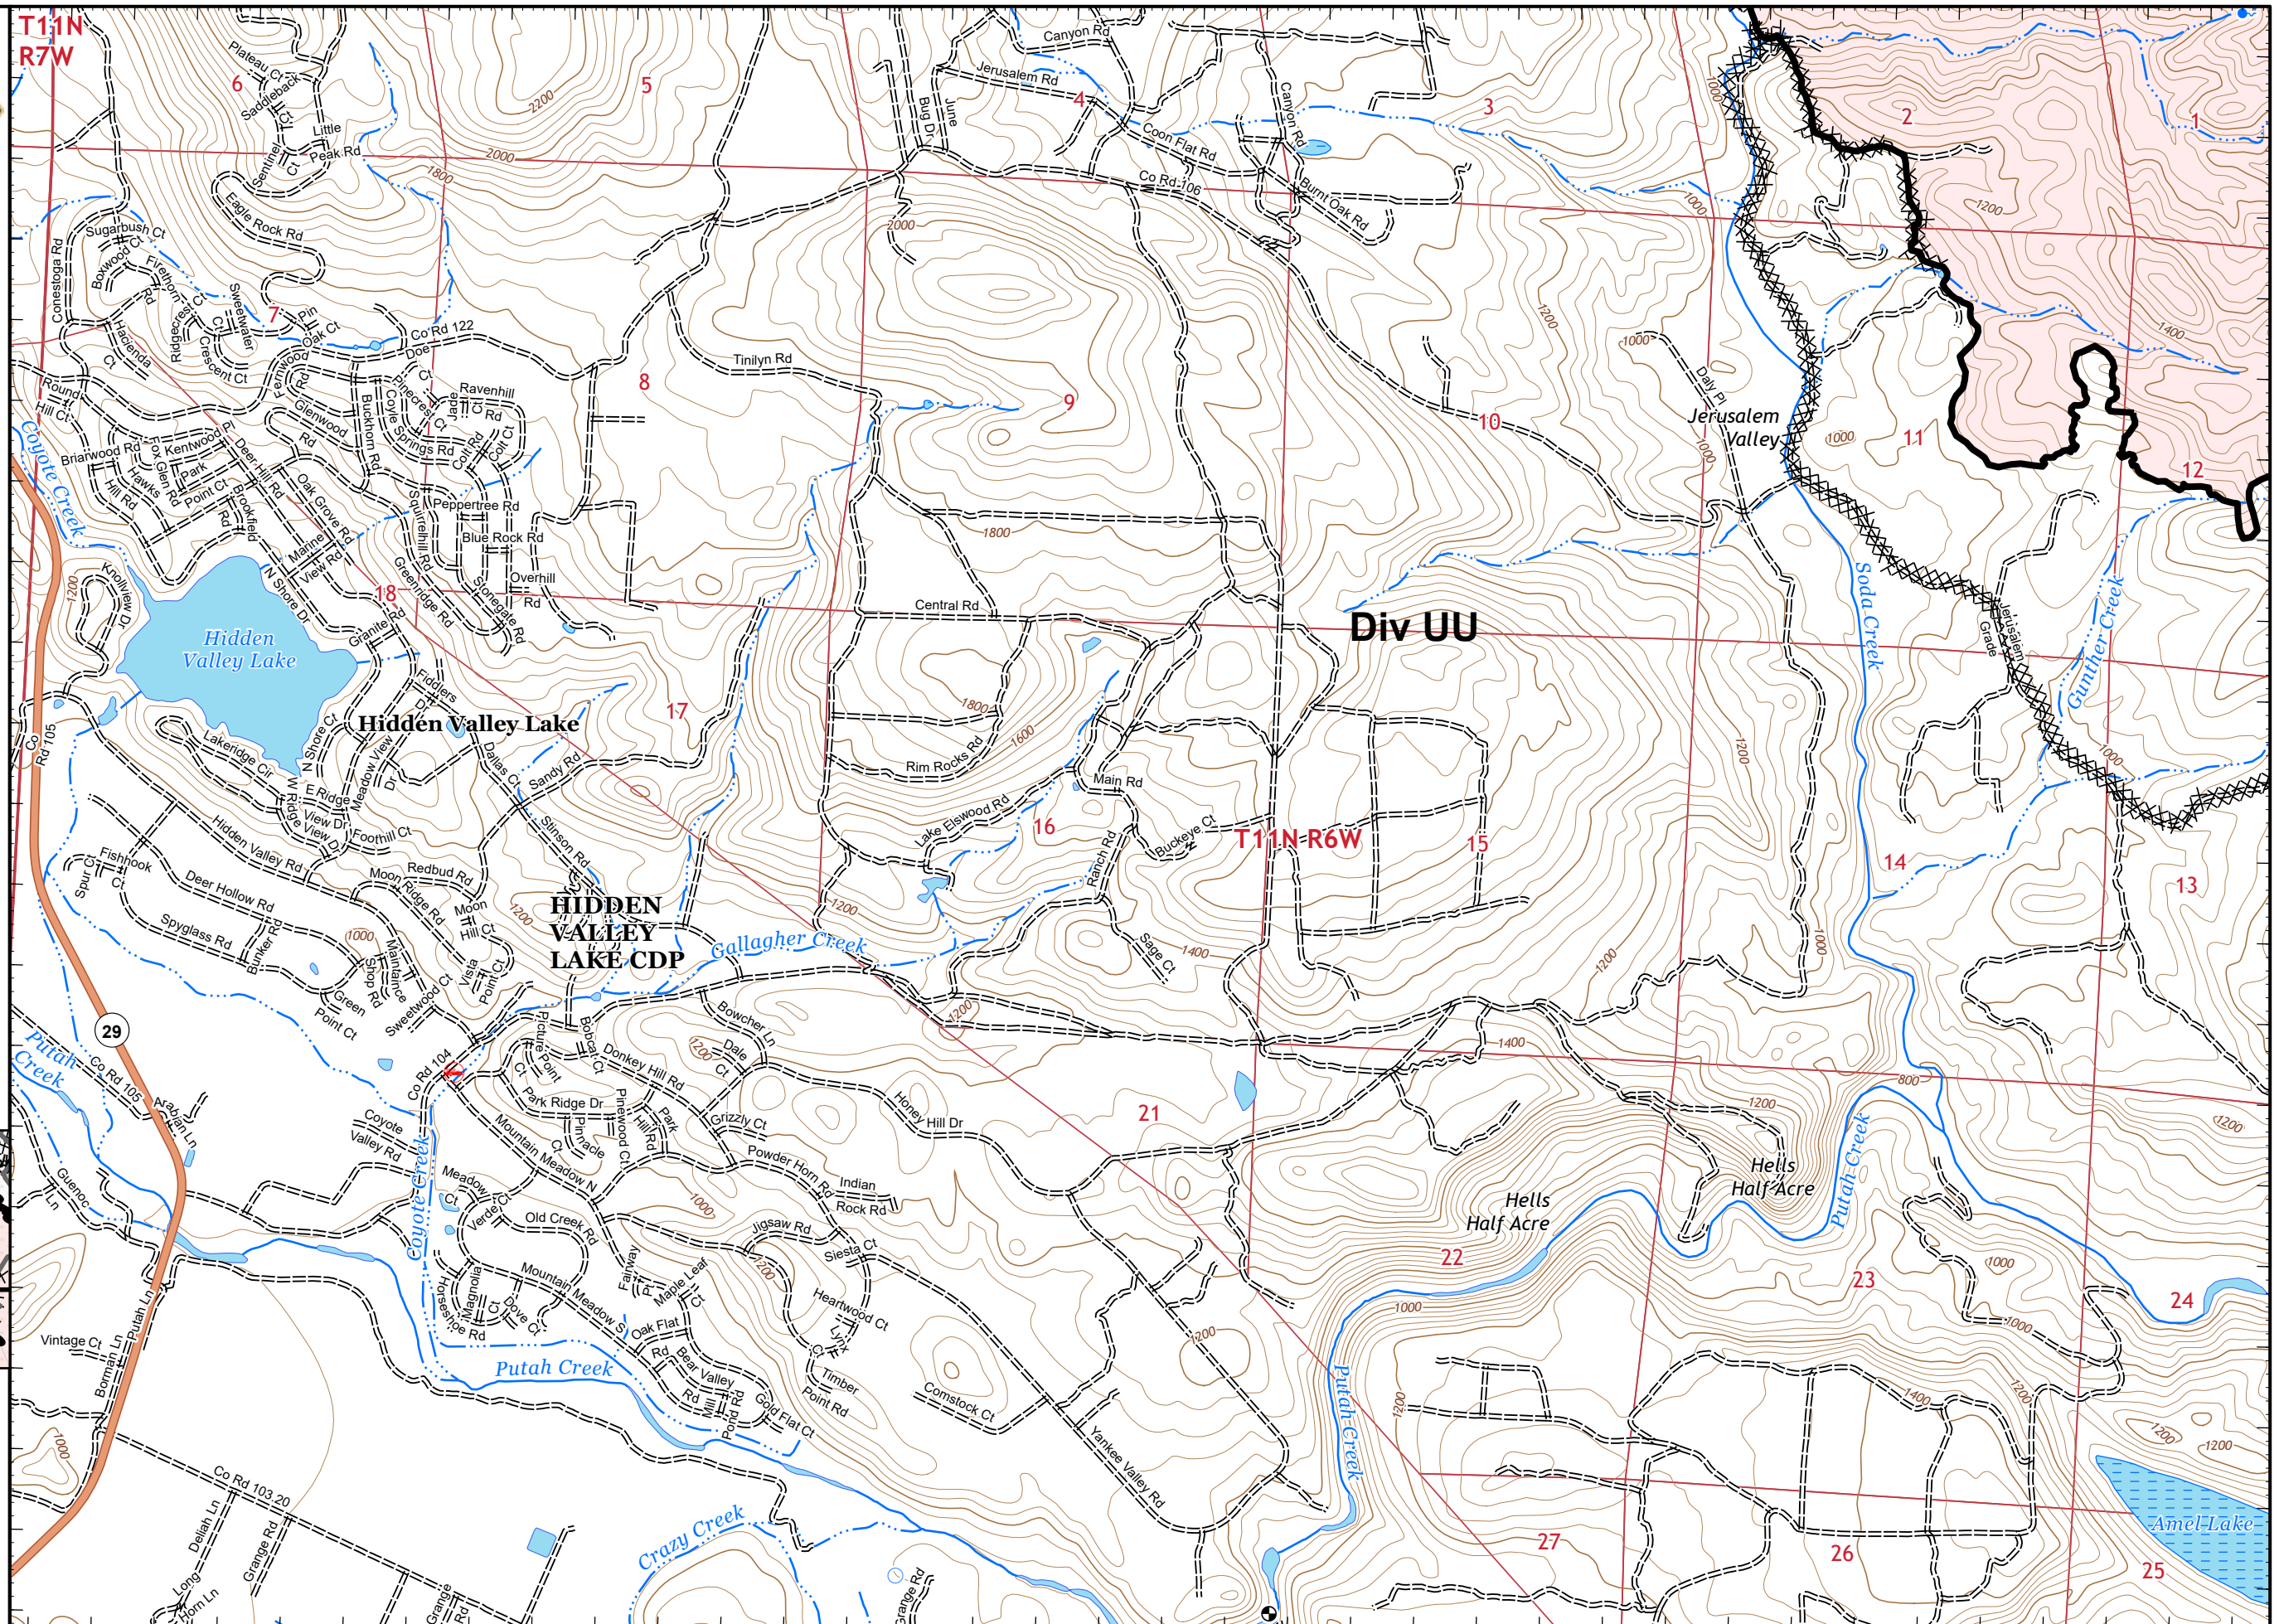 T11N
R7W
6
5
4
3
2
1
Plateau Ct
Saddleback
Ct
Little
Peak Rd
Sentinel
Ct
2200
2000
1800
Canyon Rd
Jerusalem Rd
June
Bug Dr
Coon Flat Rd
Canyon Rd
Co Rd 106
Burnt Oak Rd
1000
1000
1200
Eagle Rock Rd
Sugarbush Ct
Boxwood Ct
Conestoga Rd
Firethorn
Rd
Ridgecrest
Ct
Sweetwater
Ct
Crescent Ct
Hacienda
Ct
7
Pin
Oak Ct
Co Rd 122
Doe
Ct
Fernwood
Rd
2000
1200
1000
1400
Tinilyn Rd
8
9
10
11
12
Daly Pl
Jerusalem
Valley
1000
1000
Round
Hill Ct
Pinecrest
Ct
Jade
Ct
Ravenhill
Rd
Glenwood
Rd
Buckhorn Rd
Coyle Springs Rd
Colt Rd
Colt Ct
Briarwood Rd
Fox Glen Rd
Kentwood Pl
Park
Point Ct
Hawks
Hill Rd
Deer Hill Rd
Brookfield
Rd
Oak Grove Rd
Coyote Creek
Squirrelhill Rd
Peppertree Rd
Blue Rock Rd
Marine
View Rd
N Shore Dr
Greenridge Rd
Stonegate Rd
Overhill
Rd
1800
Knollview Dr
1200
18
Granite Rd
Central Rd
Div UU
Soda Creek
Jerusalem
Grade
Gunther Creek
Hidden
Valley Lake
Fiddlers
Dr
Hidden Valley Lake
17
1800
1600
Rim Rocks Rd
Main Rd
1200
1000
Co
Rd 105
Lakeridge Cir
N Shore Ct
Meadow View
Dr
Dallas Ct
Sandy Rd
W Ridge
View Dr
E Ridge
View Dr
Foothill Ct
Stinson Rd
Lake Elswood Rd
16
Ranch Rd
Buckeye Ct
T11N R6W
15
14
13
Hidden Valley Rd
Fishhook
Ct
Spur Ct
Deer Hollow Rd
Redbud Rd
Moon Ridge Rd
Moon
Hill Ct
1200
HIDDEN
VALLEY
LAKE CDP
1200
Gallagher Creek
Spyglass Rd
Bunker Rd
1000
Maintaince
Shop Rd
Vista
Point Ct
Sage Ct
1400
1200
1000
Green
Point Ct
Sweetwood Ct
29
Putah
Creek
Co Rd 105
Arabian Ln
Co Rd 104
Picture
Point
Ct
Bobcat Ct
Donkey Hill Rd
Bowcher Ln
1200
Dale
Ct
1200
1400
800
1200
1200
Honey
Hill Dr
21
Coyote
Valley Rd
Park Ridge Dr
Pinnacle
Ct
Pinewood Ct
Park
Hill Rd
Grizzly Ct
Powder Horn Rd
Indian
Rock Rd
Mountain Meadow N
Meadow
Ct
Verde Ct
Old Creek Rd
1000
Jigsaw Rd
Siesta Ct
1200
Hells
Half Acre
Hells
Half Acre
Putah Creek
Guenoc
Ln
Coyote Creek
22
23
24
1000
1000
1000
Horseshoe Rd
Magnolia
Ct
Dove Ct
Mountain Meadow S
Fairway
Pt
Maple Leaf
Ct
Heartwood Ct
Lynx
Ct
Oak Flat
Rd
Bear Valley
Rd
Mill
Pond Rd
Gold Flat Ct
Timber
Point Rd
Vintage Ct
Borman Ln
Putah Ln
Putah Creek
Comstock Ct
1200
Yankee Valley Rd
Putah Creek
1200
1400
1200
1200
1200
1000
Co Rd 103 20
Deliah Ln
Grange Rd
Long
Horn Ln
Grange
Rd
Crazy Creek
27
26
25
Amel Lake